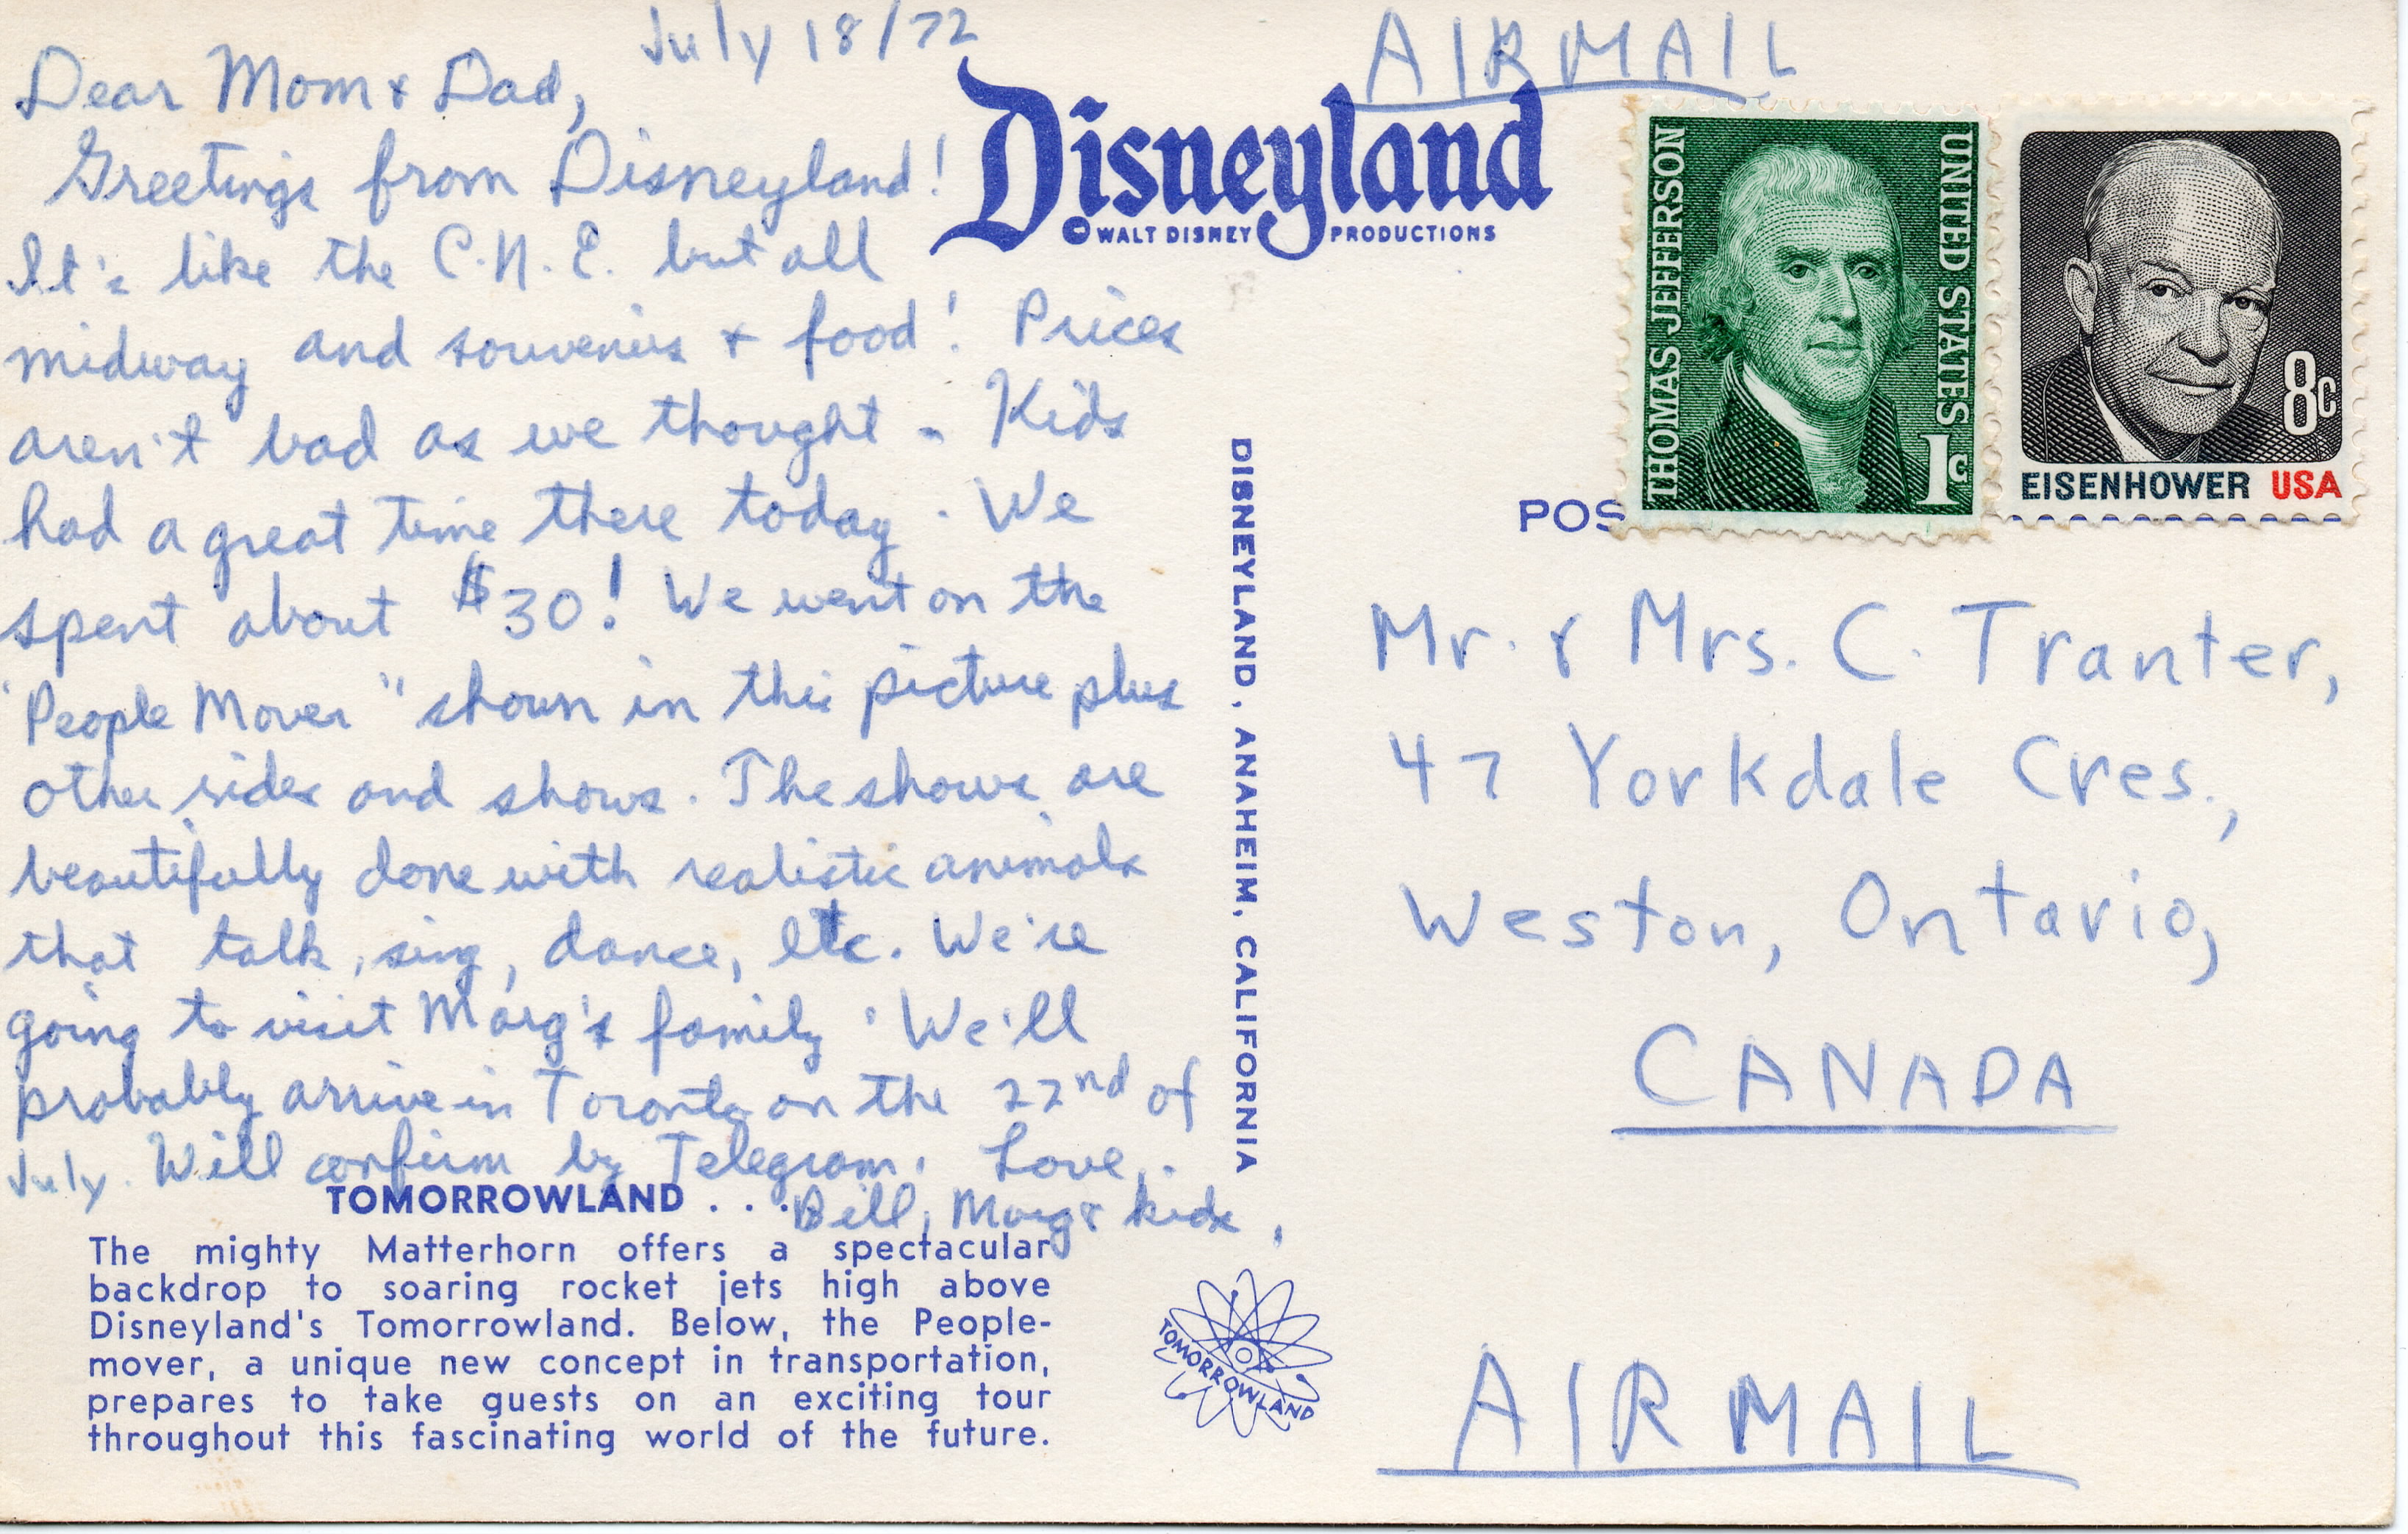 July 18/72
Dear Mom & Dad,
Greetings from Disneyland!
It's like the C.N.E. but all
midway and souvenirs & food! Prices
aren't bad as we thought. Kids
had a great time there today. We
spent about $30! We went on the
"People Mover" shown in this picture plus
other rides and shows. The shows are
beautifully done with realistic animals
that talk, sing, dance, etc. We're
going to visit Marg's family. We'll
probably arrive in Toronto on the 22nd of
July. Will confirm by Telegram. Love,
Bill, Marg & kids.
TOMORROWLAND . . .
The mighty Matterhorn offers a spectacular
backdrop to soaring rocket jets high above
Disneyland's Tomorrowland. Below, the People-
mover, a unique new concept in transportation,
prepares to take guests on an exciting tour
throughout this fascinating world of the future.
Disneyland
© WALT DISNEY PRODUCTIONS
DISNEYLAND, ANAHEIM, CALIFORNIA
TOMORROWLAND
AIRMAIL
THOMAS JEFFERSON
UNITED STATES
1c
8c
EISENHOWER USA
POS
Mr. & Mrs. C. Tranter,
47 Yorkdale Cres.,
Weston, Ontario,
CANADA
AIRMAIL